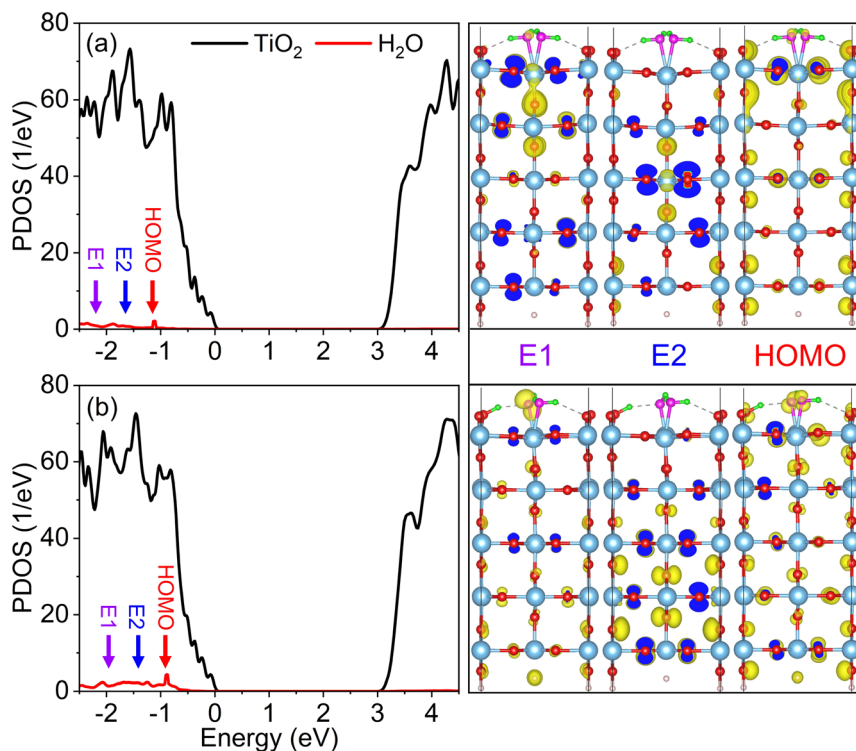 (a)
TiO₂
H₂O
PDOS (1/eV)
80
60
40
20
0
E1
E2
HOMO
-2
-1
0
1
2
3
4
E1
E2
HOMO
(b)
PDOS (1/eV)
80
60
40
20
0
E1
E2
HOMO
-2
-1
0
1
2
3
4
Energy (eV)